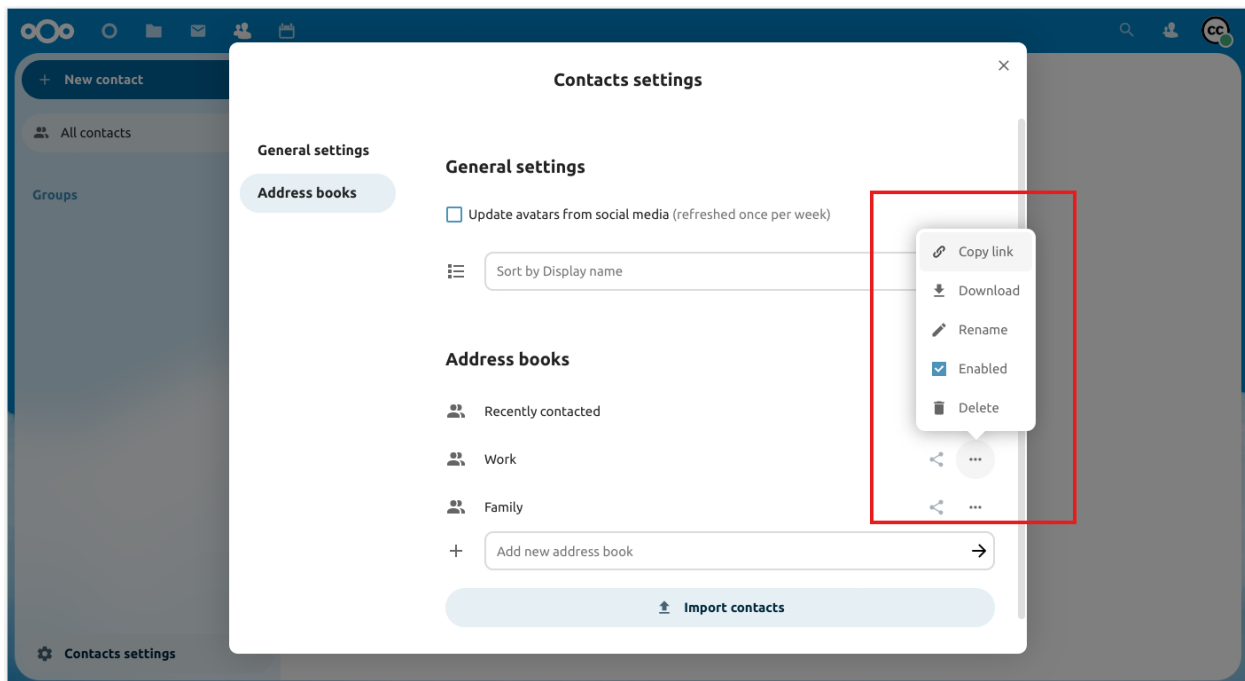 CC
New contact
All contacts
Groups
Contacts settings
Contacts settings
General settings
Address books
General settings
Update avatars from social media (refreshed once per week)
Sort by Display name
Address books
Recently contacted
Work
Family
Add new address book
Import contacts
Copy link
Download
Rename
Enabled
Delete